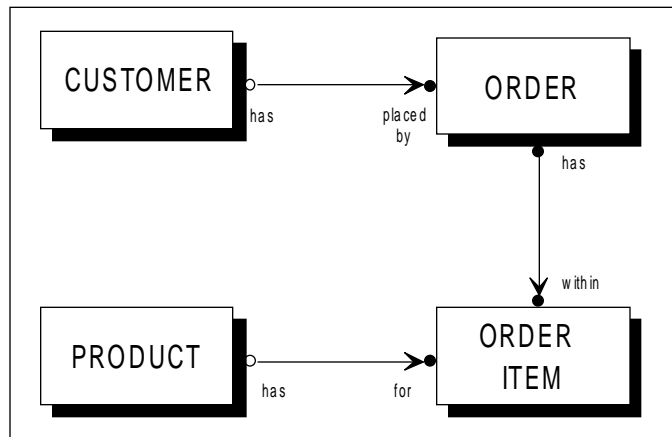 CUSTOMER
ORDER
has
placed
by
has
within
PRODUCT
ORDER
ITEM
has
for